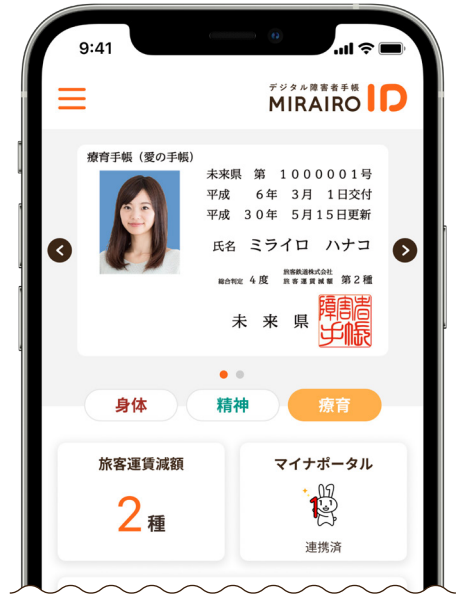 9:41
デジタル障害者手帳
MIRAIRO ID
療育手帳（愛の手帳）
未来県 第 1000001号
平成 6年 3月 1日交付
平成 30年 5月15日更新
氏名 ミライロ ハナコ
旅客鉄道株式会社
総合判定 4度 旅客運賃減額 第2種
未来県
障害者手帳
身体 精神 療育
旅客運賃減額
2種
マイナポータル
1
連携済